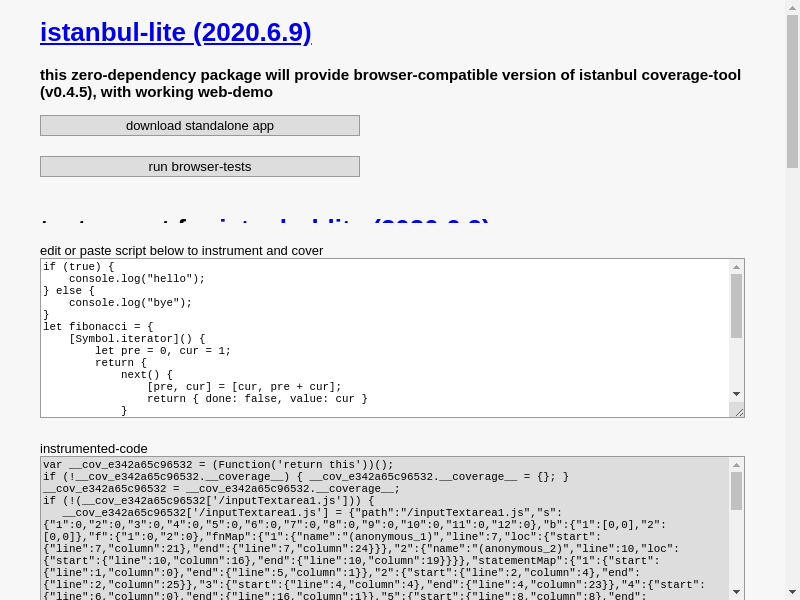 istanbul-lite (2020.6.9)
this zero-dependency package will provide browser-compatible version of istanbul coverage-tool
(v0.4.5), with working web-demo
download standalone app
run browser-tests
edit or paste script below to instrument and cover
if (true) {
    console.log("hello");
} else {
    console.log("bye");
}
let fibonacci = {
    [Symbol.iterator]() {
        let pre = 0, cur = 1;
        return {
            next() {
                [pre, cur] = [cur, pre + cur];
                return { done: false, value: cur }
            }
instrumented-code
var __cov_e342a65c96532 = (Function('return this'))();
if (!__cov_e342a65c96532.__coverage__) { __cov_e342a65c96532.__coverage__ = {}; }
__cov_e342a65c96532 = __cov_e342a65c96532.__coverage__;
if (!(__cov_e342a65c96532['/inputTextarea1.js'])) {
   __cov_e342a65c96532['/inputTextarea1.js'] = {"path":"/inputTextarea1.js","s":
{"1":0,"2":0,"3":0,"4":0,"5":0,"6":0,"7":0,"8":0,"9":0,"10":0,"11":0,"12":0},"b":{"1":[0,0],"2":
[0,0]},"f":{"1":0,"2":0},"fnMap":{"1":{"name":"(anonymous_1)","line":7,"loc":{"start":
{"line":7,"column":21},"end":{"line":7,"column":24}}},"2":{"name":"(anonymous_2)","line":10,"loc":
{"start":{"line":10,"column":16},"end":{"line":10,"column":19}}}},"statementMap":{"1":{"start":
{"line":1,"column":0},"end":{"line":5,"column":1}},"2":{"start":{"line":2,"column":4},"end":
{"line":2,"column":25}},"3":{"start":{"line":4,"column":4},"end":{"line":4,"column":23}},"4":{"start":
{"line":6,"column":0},"end":{"line":16,"column":1}},"5":{"start":{"line":8,"column":8},"end":